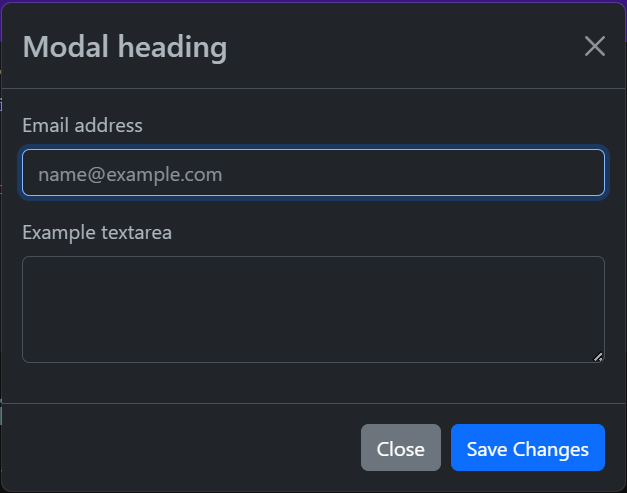 Modal heading
Email address
name@example.com
Example textarea
Close
Save Changes